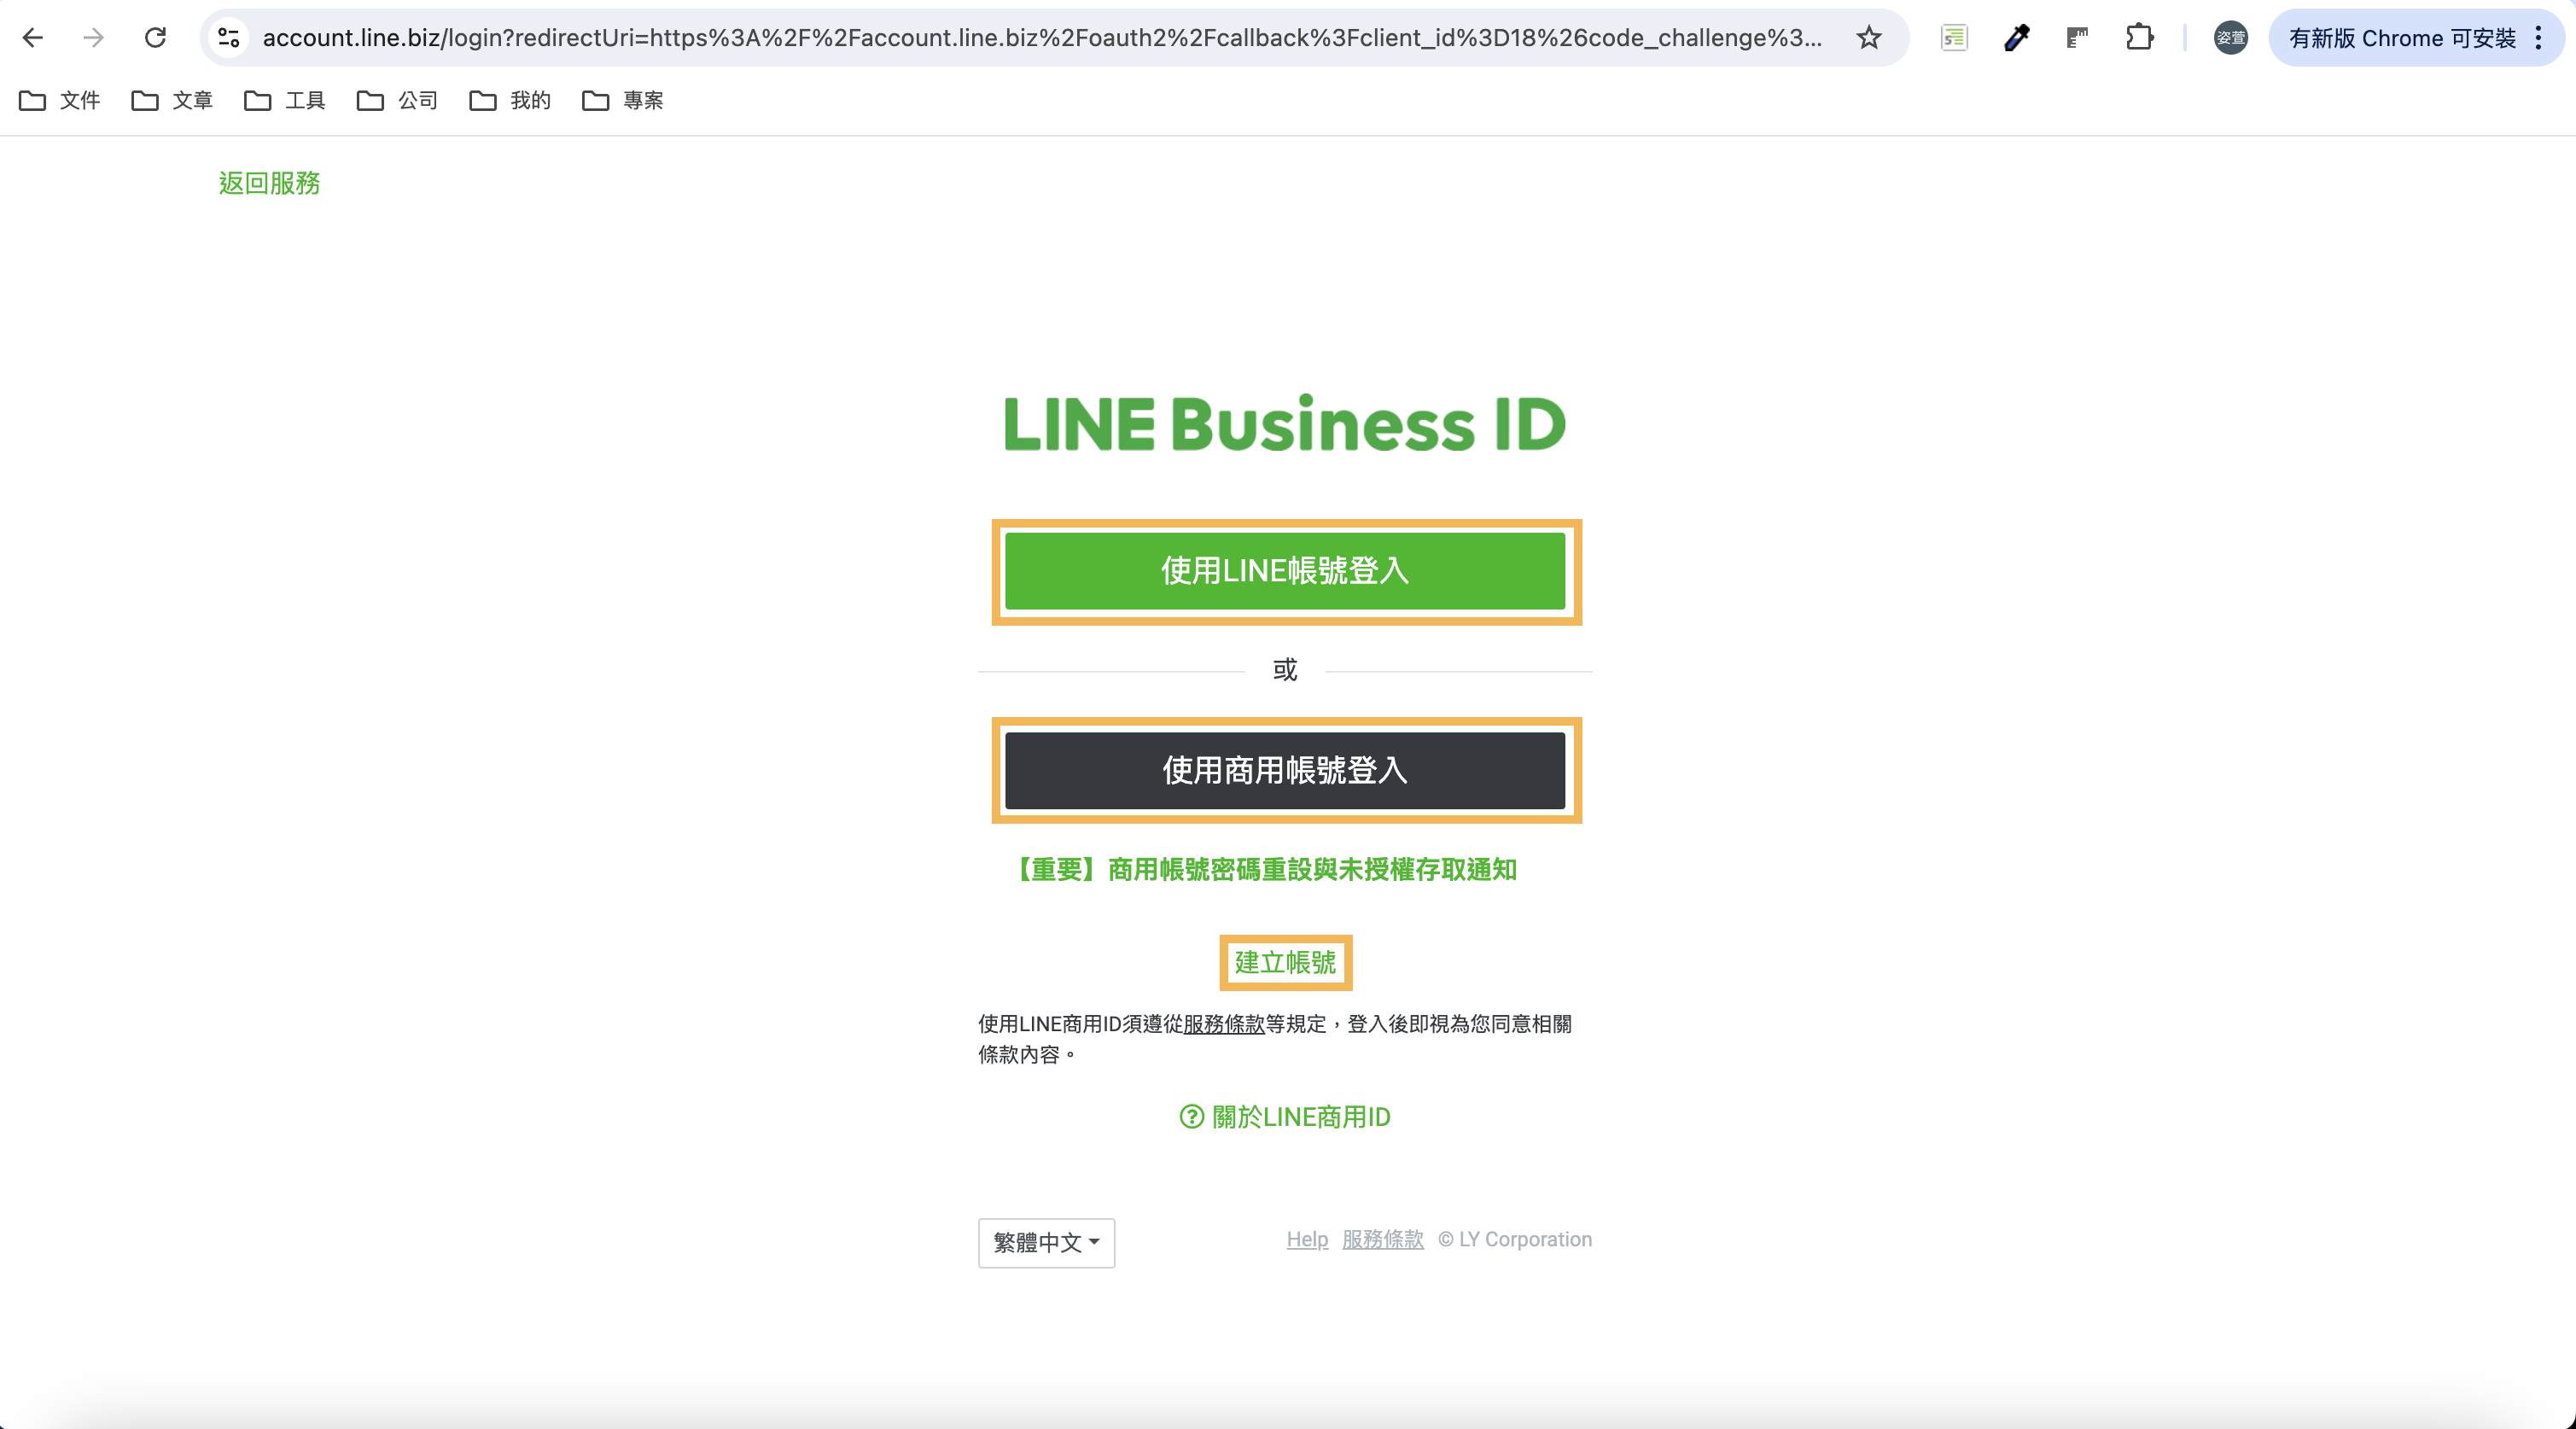 account.line.biz/login?redirectUri=https%3A%2F%2Faccount.line.biz%2Foauth2%2Fcallback%3Fclient_id%3D18%26code_challenge%3...
姿萱
有新版 Chrome 可安裝
文件 文章 工具 公司 我的 專案
返回服務
LINE Business ID
使用LINE帳號登入
或
使用商用帳號登入
【重要】商用帳號密碼重設與未授權存取通知
建立帳號
使用LINE商用ID須遵從服務條款等規定，登入後即視為您同意相關
條款內容。
關於LINE商用ID
繁體中文
Help 服務條款 © LY Corporation